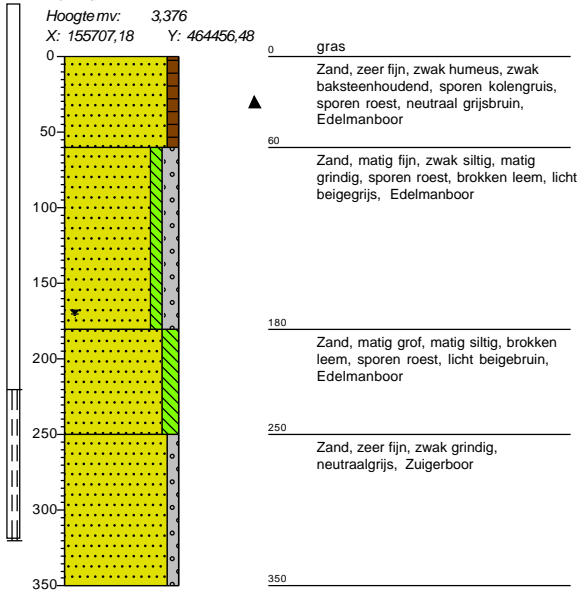 Hoogte mv: 3,376
X: 155707,18 Y: 464456,48
0
50
100
150
200
250
300
350
0 gras
Zand, zeer fijn, zwak humeus, zwak
baksteenhoudend, sporen kolengruis,
sporen roest, neutraal grijsbruin,
Edelmanboor
60
Zand, matig fijn, zwak siltig, matig
grindig, sporen roest, brokken leem, licht
beigegrijs, Edelmanboor
180
Zand, matig grof, matig siltig, brokken
leem, sporen roest, licht beigebruin,
Edelmanboor
250
Zand, zeer fijn, zwak grindig,
neutraalgrijs, Zuigerboor
350